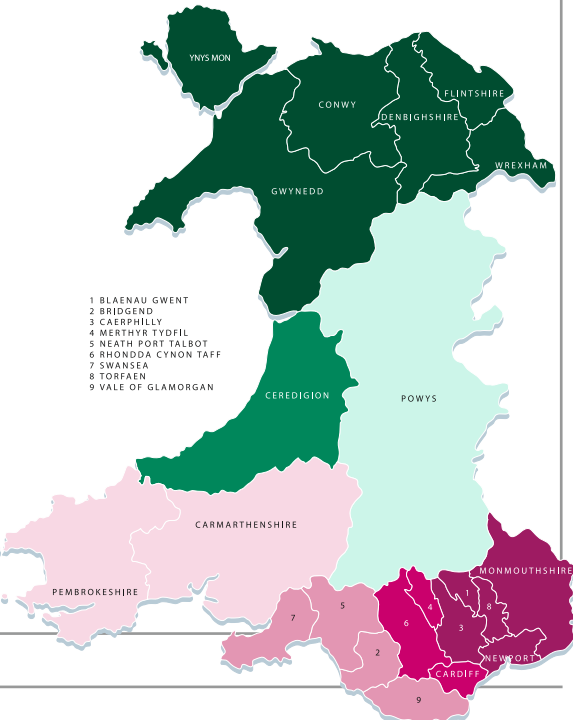 YNYS MON
FLINTSHIRE
CONWY
DENBIGHSHIRE
WREXHAM
GWYNEDD
1 BLAENAU GWENT
2 BRIDGEND
3 CAERPHILLY
4 MERTHYR TYDFIL
5 NEATH PORT TALBOT
6 RHONDDA CYNON TAFF
7 SWANSEA
8 TORFAEN
9 VALE OF GLAMORGAN
CEREDIGION
POWYS
CARMARTHENSHIRE
MONMOUTHSHIRE
PEMBROKESHIRE
1
4
5
8
7
6
3
2
NEWPORT
CARDIFF
9